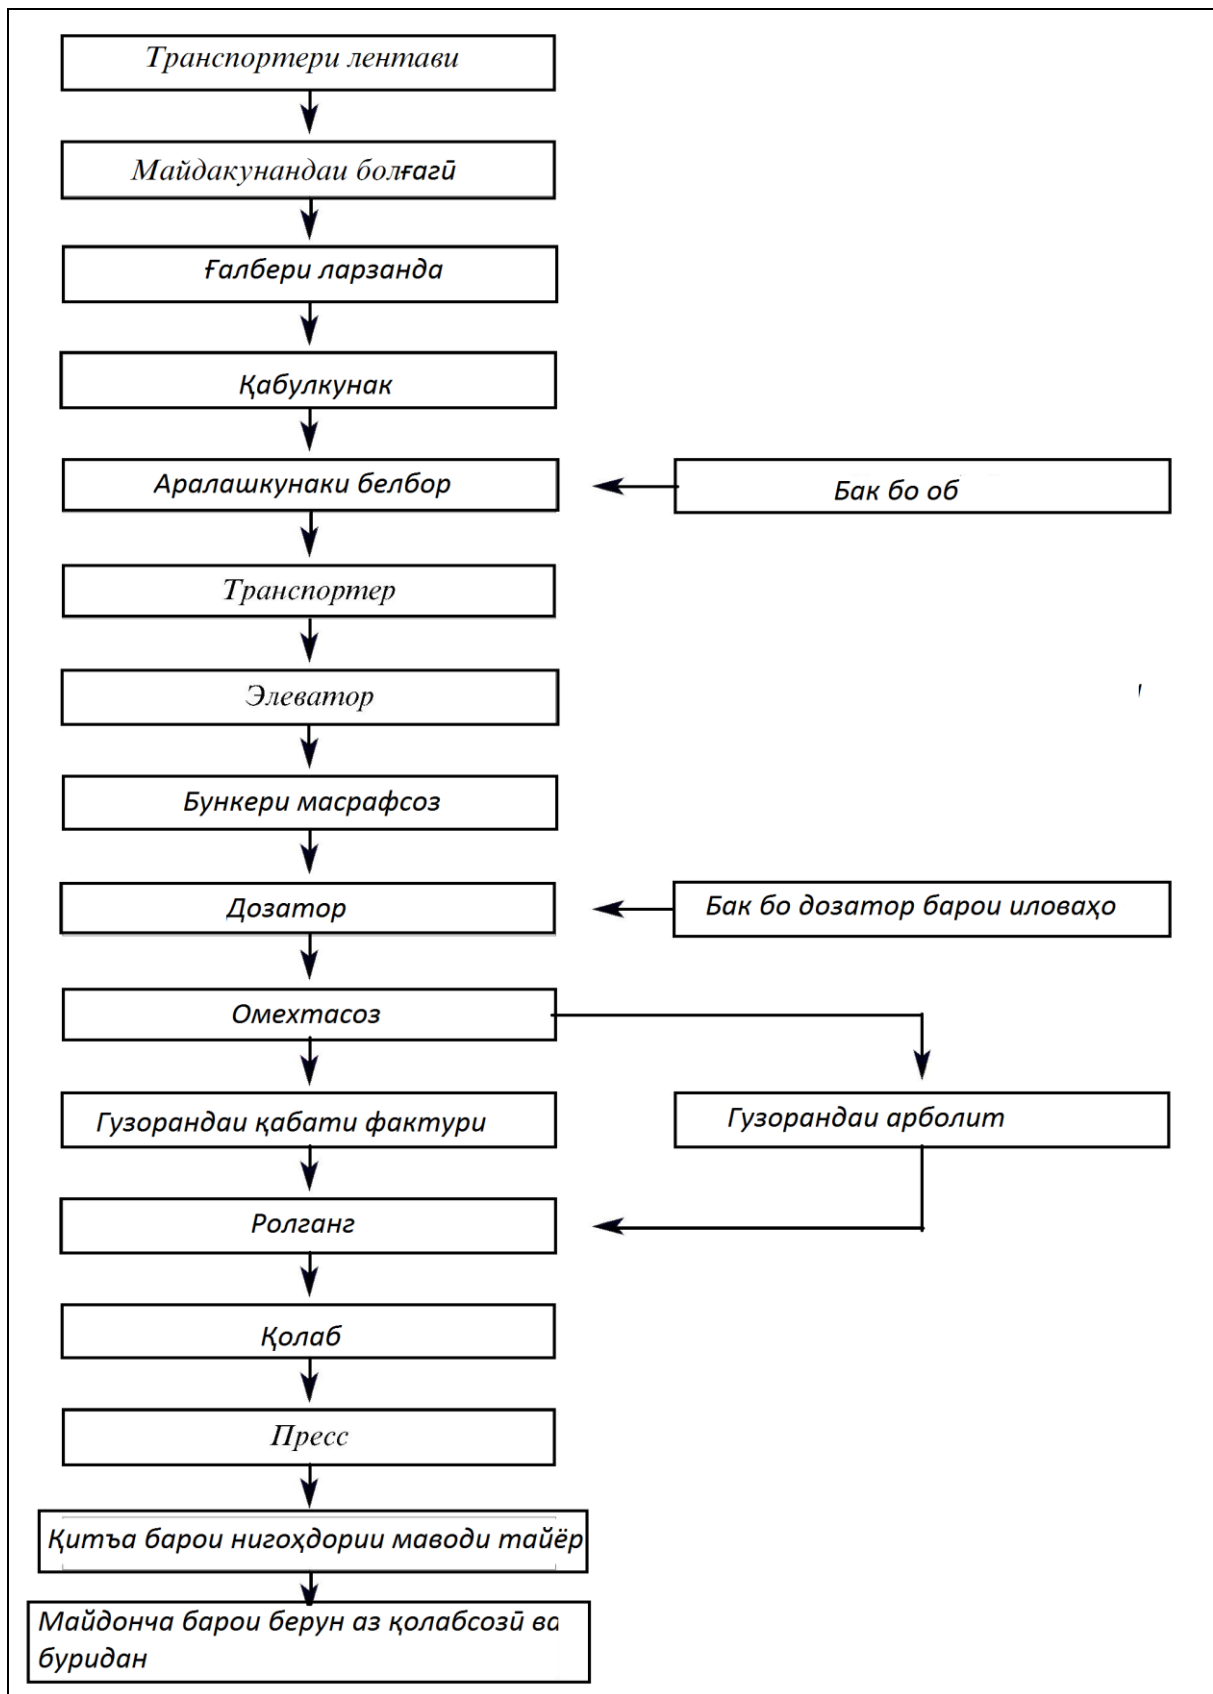 Транспортери лентави
Майдакунандаи болғагӣ
Ғалбери ларзанда
Қабулкунак
Аралашкунаки белбор
Бак бо об
Транспортер
Элеватор
Бункери масрафсоз
Дозатор
Бак бо дозатор барои иловаҳо
Омехтасоз
Гузорандаи қабати фактури
Гузорандаи арболит
Ролганг
Қолаб
Пресс
Қитъа барои нигоҳдории маводи тайёр
Майдонча барои берун аз қолабсозӣ ва
буридан